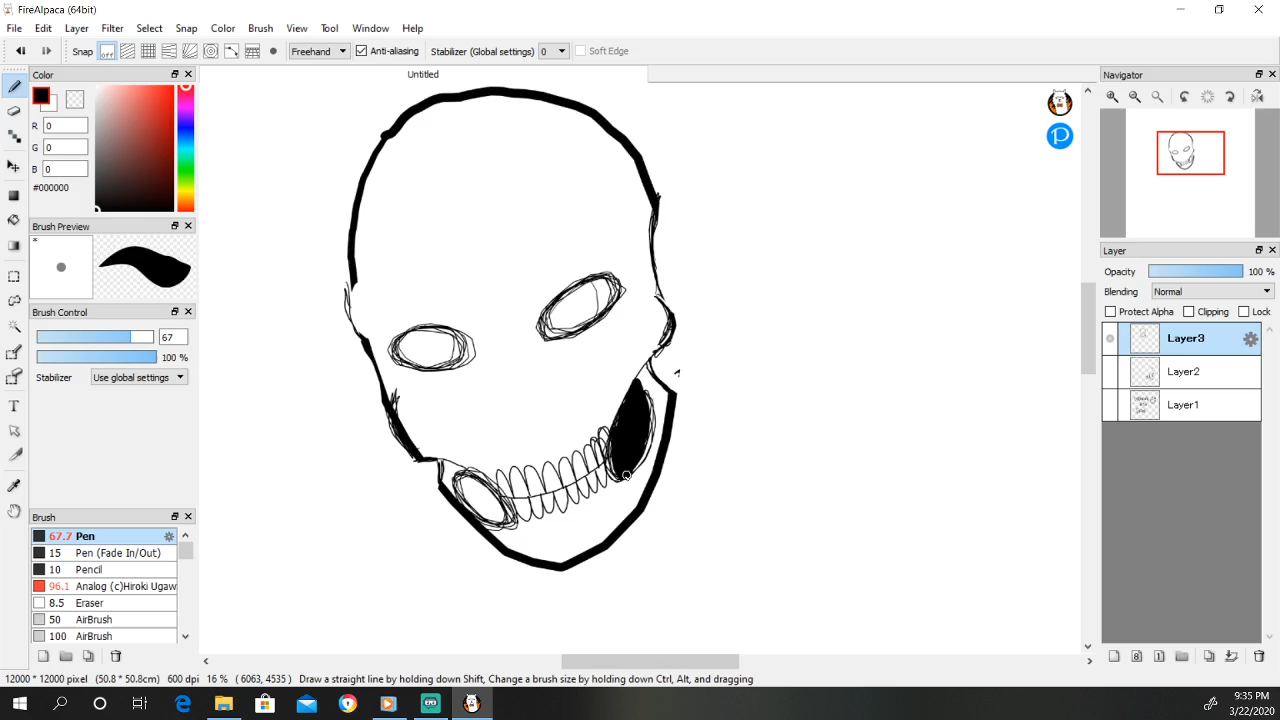 FireAlpaca (64bit)
File Edit Layer Filter Select Snap Color Brush View Tool Window Help
Snap off Freehand Anti-aliasing Stabilizer (Global settings) 0 Soft Edge
Color
Untitled
Navigator
R 0
G 0
B 0
#000000
P
Brush Preview
*
Brush Control
67
100 %
Stabilizer Use global settings
Layer
Opacity 100 %
Blending Normal
Protect Alpha Clipping Lock
Layer3
Layer2
Layer1
Brush
67.7 Pen
15 Pen (Fade In/Out)
10 Pencil
96.1 Analog (c)Hiroki Ugaw
8.5 Eraser
50 AirBrush
100 AirBrush
8 1
12000 * 12000 pixel (50.8 * 50.8cm) 600 dpi 16 % ( 6063, 4535 ) Draw a straight line by holding down Shift, Change a brush size by holding down Ctrl, Alt, and dragging
9:35 PM
3/22/2020